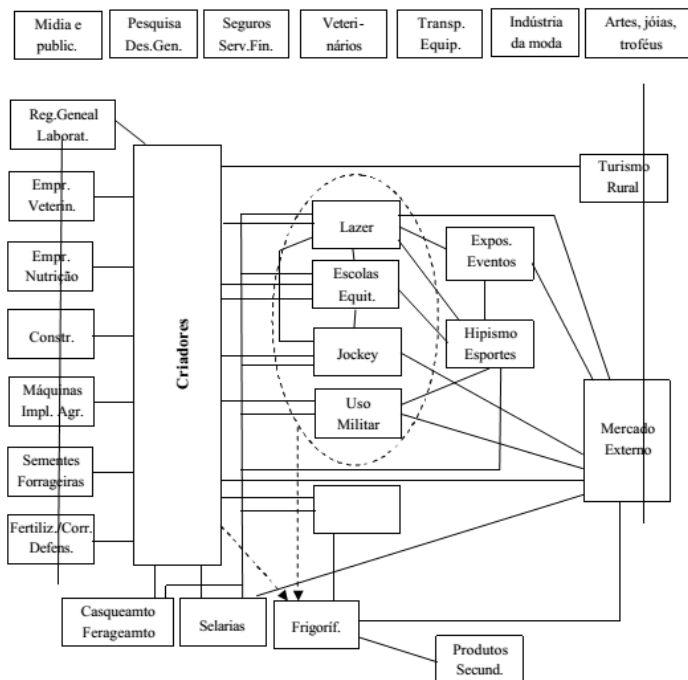 Midia e
public.
Pesquisa
Des.Gen.
Seguros
Serv.Fin.
Veteri-
nários
Transp.
Equip.
Indústria
da moda
Artes, jóias,
troféus
Reg.Geneal
Laborat.
Empr.
Veterin.
Empr.
Nutrição
Constr.
Máquinas
Impl. Agr.
Sementes
Forrageiras
Fertiliz./Corr.
Defens.
Criadores
Lazer
Escolas
Equit.
Jockey
Uso
Militar
Expos.
Eventos
Hipismo
Esportes
Turismo
Rural
Mercado
Externo
Casqueamto
Ferageamto
Selarias
Frigoríf.
Produtos
Secund.